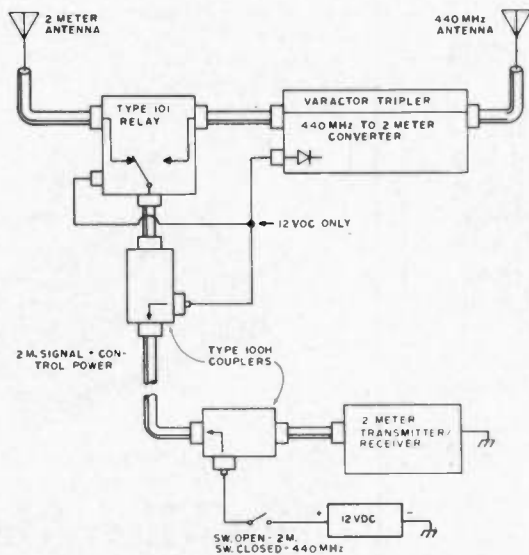 2 METER
ANTENNA
440 MHz
ANTENNA
TYPE 101
RELAY
VARACTOR TRIPLER
440 MHz TO 2 METER
CONVERTER
12 VDC ONLY
2 M. SIGNAL + CON-
TROL POWER
TYPE 100H
COUPLERS
2 METER
TRANSMITTER/
RECEIVER
+
12 VDC
-
SW. OPEN - 2 M.
SW. CLOSED - 440 MHz